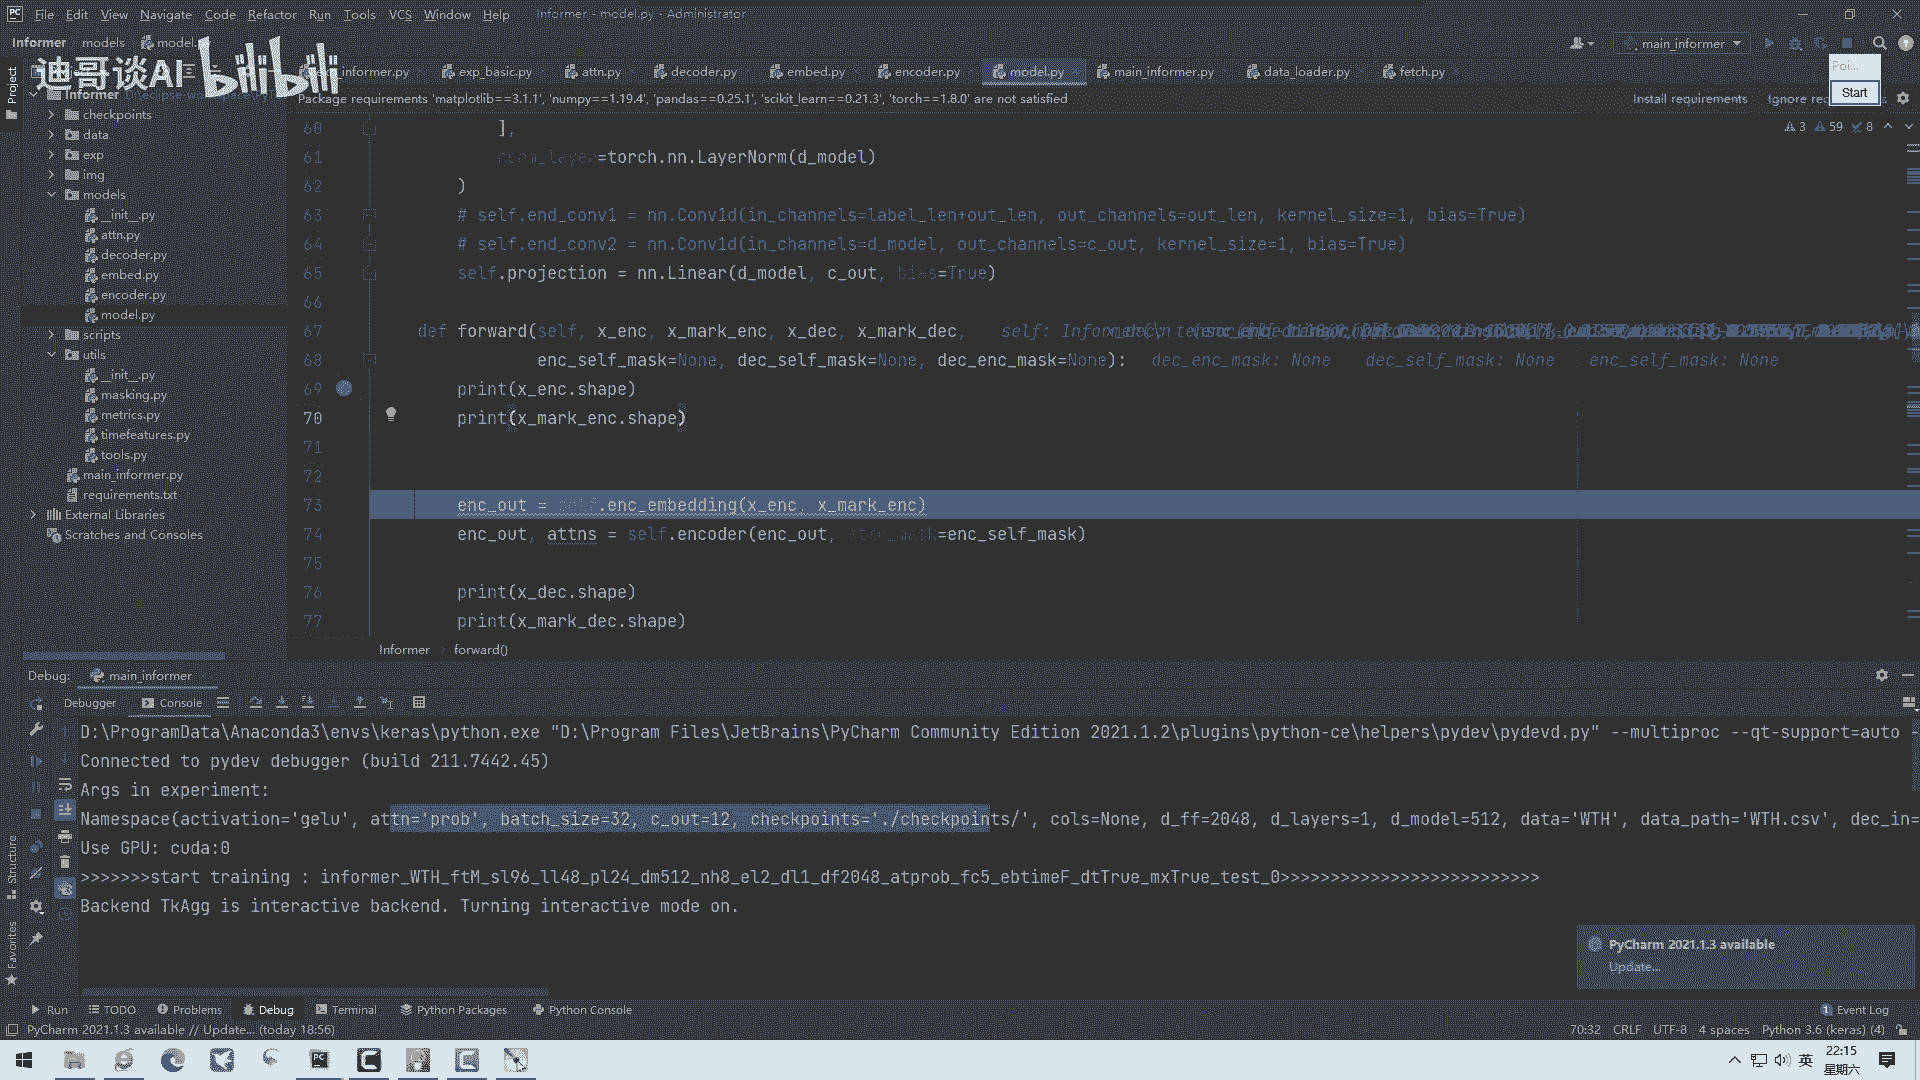 File Edit View Navigate Code Refactor Run Tools VCS Window Help Informer - model.py - Administrator
Informer models model.py main_informer
迪哥谈AI bilibili
informer.py exp_basic.py attn.py decoder.py embed.py encoder.py model.py main_informer.py data_loader.py fetch.py
Poi...
Start
Package requirements 'matplotlib==3.1.1', 'numpy==1.19.4', 'pandas==0.25.1', 'scikit_learn==0.21.3', 'torch==1.8.0' are not satisfied Install requirements Ignore
3 59 8
Project
Informer
checkpoints
data
exp
img
models
__init__.py
attn.py
decoder.py
embed.py
encoder.py
model.py
scripts
utils
__init__.py
masking.py
metrics.py
timefeatures.py
tools.py
main_informer.py
requirements.txt
External Libraries
Scratches and Consoles
60 ],
61 norm_layer=torch.nn.LayerNorm(d_model)
62 )
63 # self.end_conv1 = nn.Conv1d(in_channels=label_len+out_len, out_channels=out_len, kernel_size=1, bias=True)
64 # self.end_conv2 = nn.Conv1d(in_channels=d_model, out_channels=c_out, kernel_size=1, bias=True)
65 self.projection = nn.Linear(d_model, c_out, bias=True)
66
67 def forward(self, x_enc, x_mark_enc, x_dec, x_mark_dec, self:
68 enc_self_mask=None, dec_self_mask=None, dec_enc_mask=None): dec_enc_mask: None dec_self_mask: None enc_self_mask: None
69 print(x_enc.shape)
70 print(x_mark_enc.shape)
71
72
73 enc_out = self.enc_embedding(x_enc, x_mark_enc)
74 enc_out, attns = self.encoder(enc_out, attn_mask=enc_self_mask)
75
76 print(x_dec.shape)
77 print(x_mark_dec.shape)
Informer forward()
Debug: main_informer
Debugger Console
D:\ProgramData\Anaconda3\envs\keras\python.exe "D:\Program Files\JetBrains\PyCharm Community Edition 2021.1.2\plugins\python-ce\helpers\pydev\pydevd.py" --multiproc --qt-support=auto
Connected to pydev debugger (build 211.7442.45)
Args in experiment:
Namespace(activation='gelu', attn='prob', batch_size=32, c_out=12, checkpoints='./checkpoints/', cols=None, d_ff=2048, d_layers=1, d_model=512, data='WTH', data_path='WTH.csv', dec_in=
Use GPU: cuda:0
>>>>>>>start training : informer_WTH_ftM_sl96_ll48_pl24_dm512_nh8_el2_dl1_df2048_atprob_fc5_ebtimeF_dtTrue_mxTrue_test_0>>>>>>>>>>>>>>>>>>>>>>>>>>
Backend TkAgg is interactive backend. Turning interactive mode on.
Structure
Favorites
PyCharm 2021.1.3 available
Update...
Run TODO Problems Debug Terminal Python Packages Python Console 1 Event Log
PyCharm 2021.1.3 available // Update... (today 18:56) 70:32 CRLF UTF-8 4 spaces Python 3.6 (keras) (4)
英 22:15
星期六